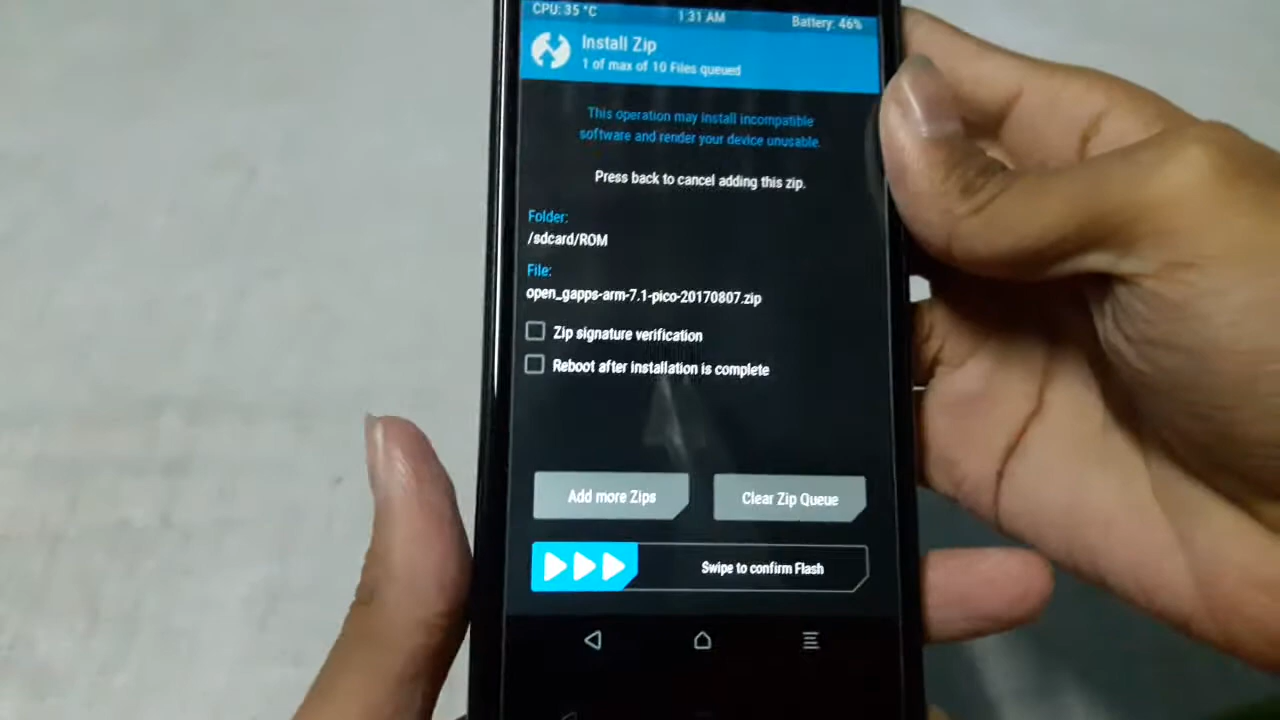 CPU: 35 °C 1:31 AM Battery: 46%
Install Zip
1 of max of 10 Files queued
This operation may install incompatible
software and render your device unusable.
Press back to cancel adding this zip.
Folder:
/sdcard/ROM
File:
open_gapps-arm-7.1-pico-20170807.zip
Zip signature verification
Reboot after installation is complete
Add more Zips Clear Zip Queue
Swipe to confirm Flash